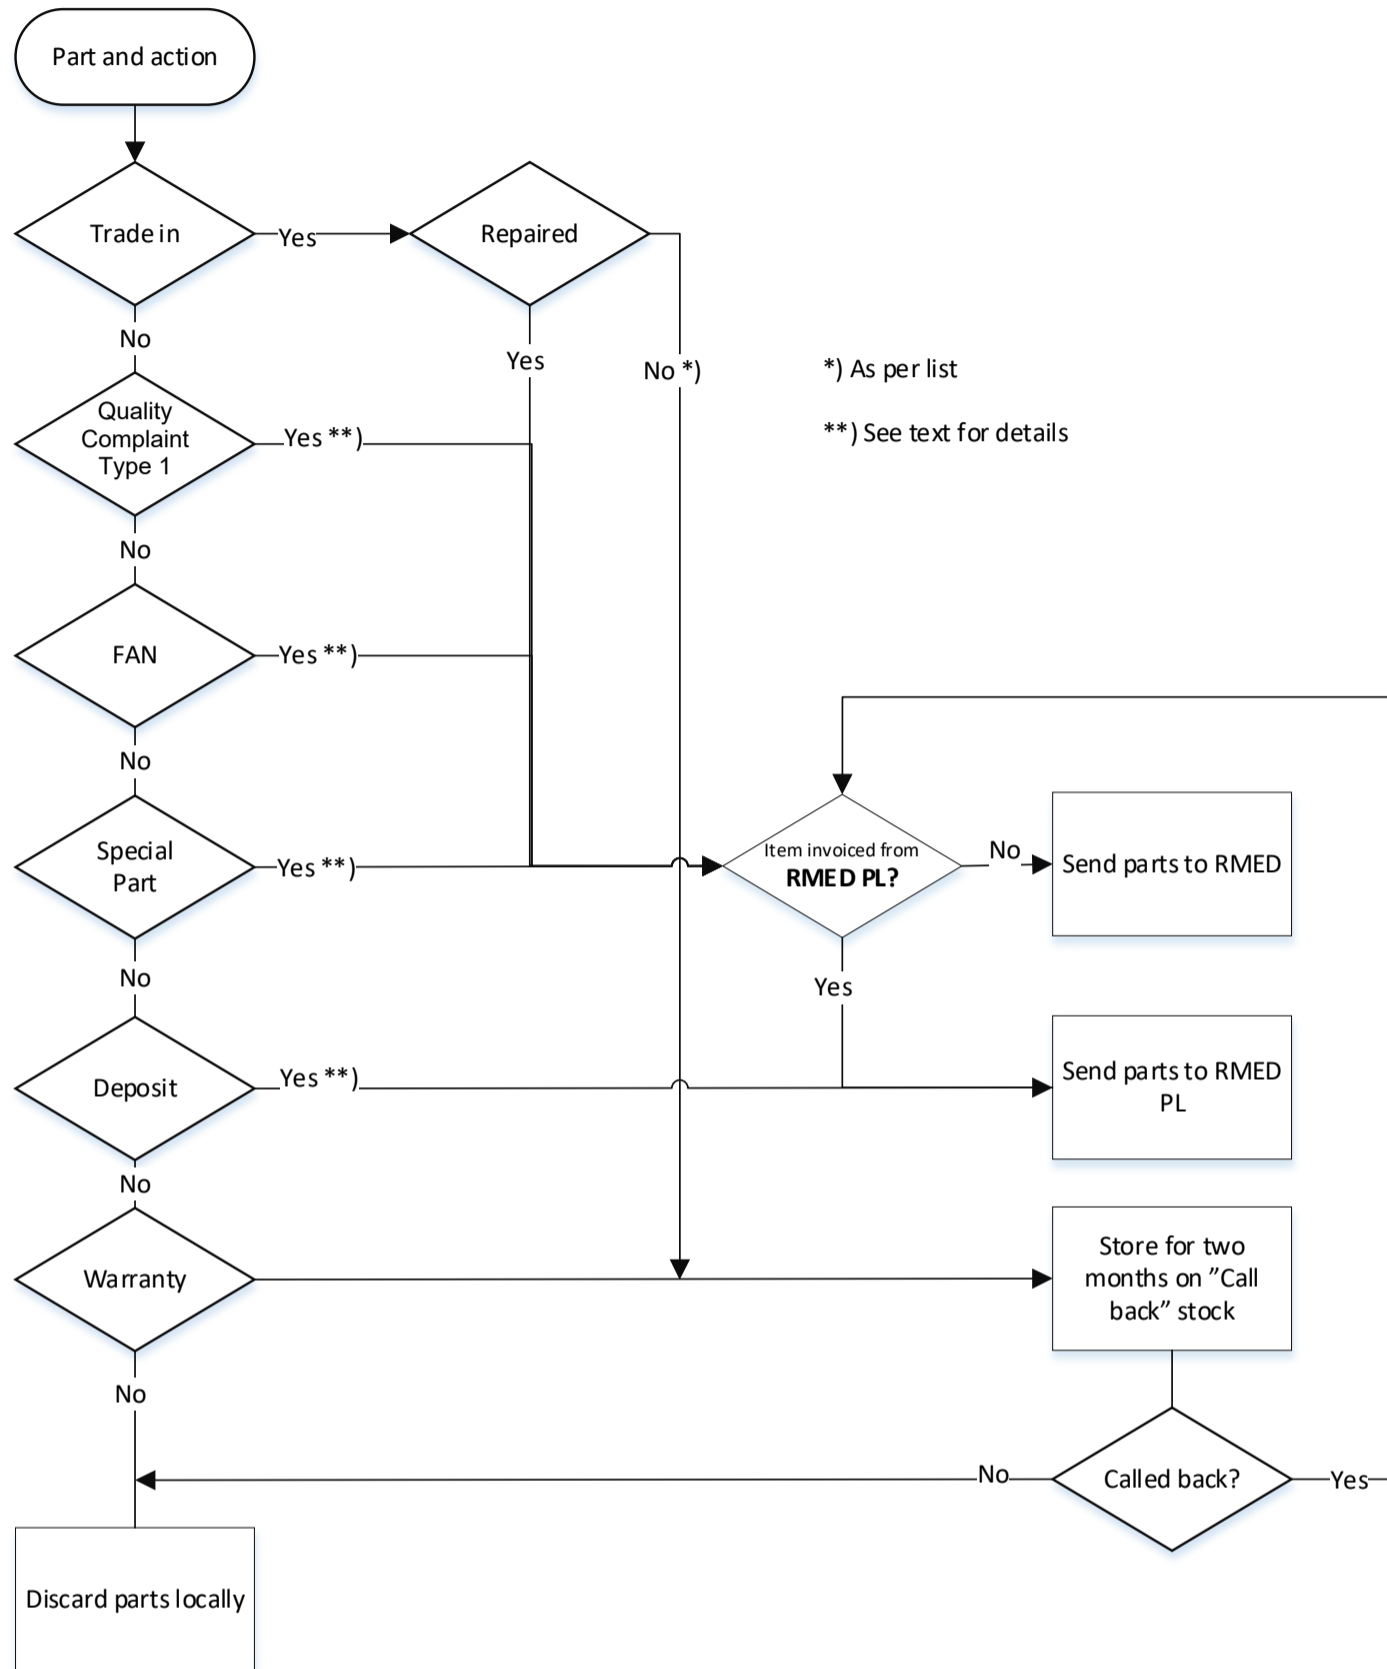 Part and action
Trade in
Yes
Repaired
No
Yes
No *)
*) As per list
Quality
Complaint
Type 1
Yes **)
**) See text for details
No
FAN
Yes **)
No
Special
Part
Yes **)
Item invoiced from
RMED PL?
No
Send parts to RMED
No
Yes
Deposit
Yes **)
Send parts to RMED
PL
No
Warranty
Store for two
months on ”Call
back” stock
No
No
Called back?
Yes
Discard parts locally